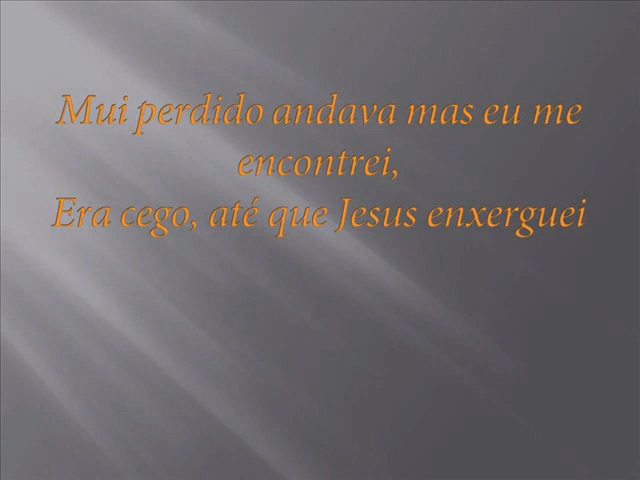 Mui perdido andava mas eu me
encontrei,
Era cego, até que Jesus enxerguei